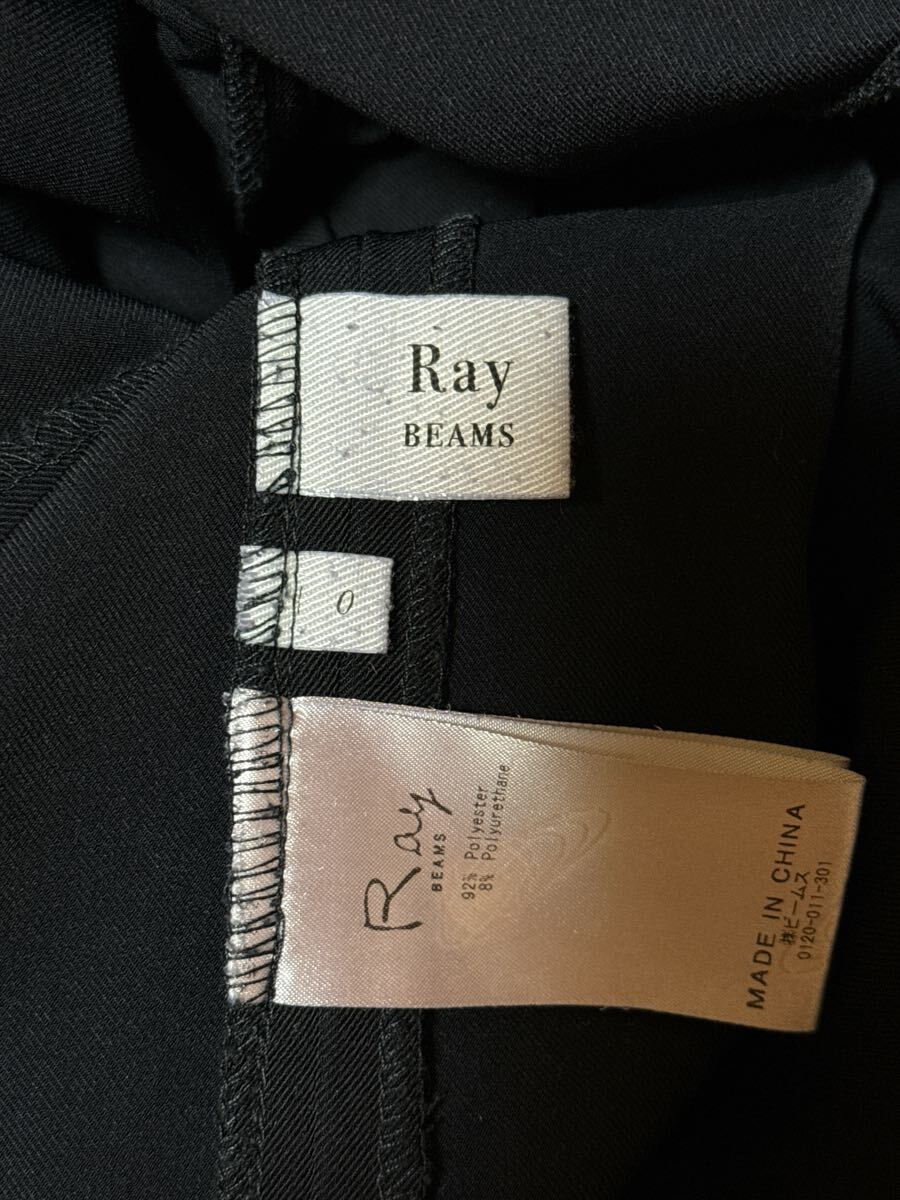 Ray
BEAMS
0
Ray
BEAMS
92% Polyester
8% Polyurethane
MADE IN CHINA
㈱ビームス
0120-011-301